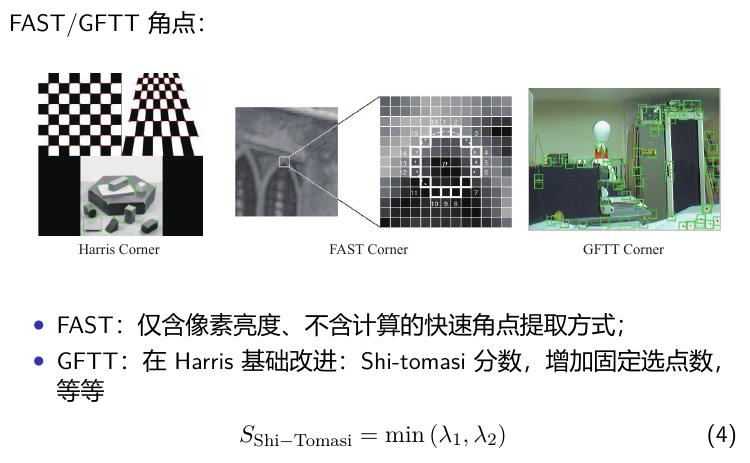 FAST/GFTT 角点：
16 1 2
15 3
14 4
13 p 5
12 6
11 7
10 9 8
Harris Corner FAST Corner GFTT Corner
• FAST：仅含像素亮度、不含计算的快速角点提取方式；
• GFTT：在 Harris 基础改进：Shi-tomasi 分数，增加固定选点数，
等等
S_{Shi−Tomasi} = min (λ₁, λ₂) (4)